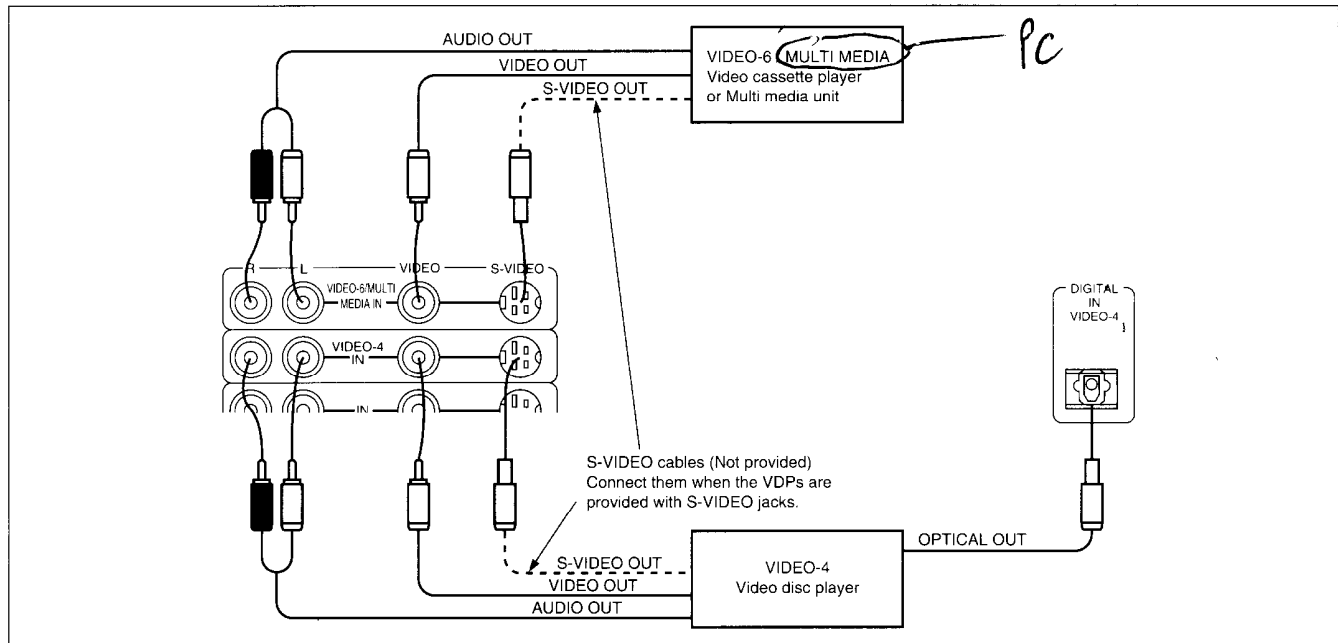 AUDIO OUT
VIDEO OUT
S-VIDEO OUT
VIDEO-6 MULTI MEDIA
Video cassette player
or Multi media unit
PC
R L VIDEO S-VIDEO
VIDEO-6/MULTI
MEDIA IN
VIDEO-4
IN
IN
DIGITAL
IN
VIDEO-4
S-VIDEO cables (Not provided)
Connect them when the VDPs are
provided with S-VIDEO jacks.
S-VIDEO OUT
VIDEO OUT
AUDIO OUT
VIDEO-4
Video disc player
OPTICAL OUT